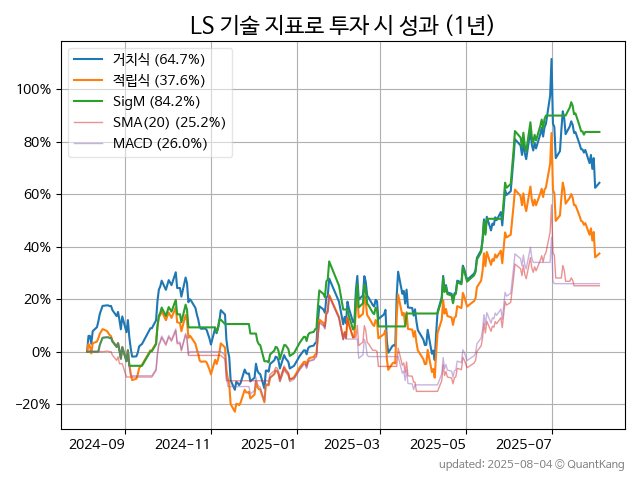 LS 기술 지표로 투자 시 성과 (1년)
거치식 (64.7%)
적립식 (37.6%)
SigM (84.2%)
SMA(20) (25.2%)
MACD (26.0%)
100%
80%
60%
40%
20%
0%
−20%
2024−09
2024−11
2025−01
2025−03
2025−05
2025−07
updated: 2025-08-04 © QuantKang